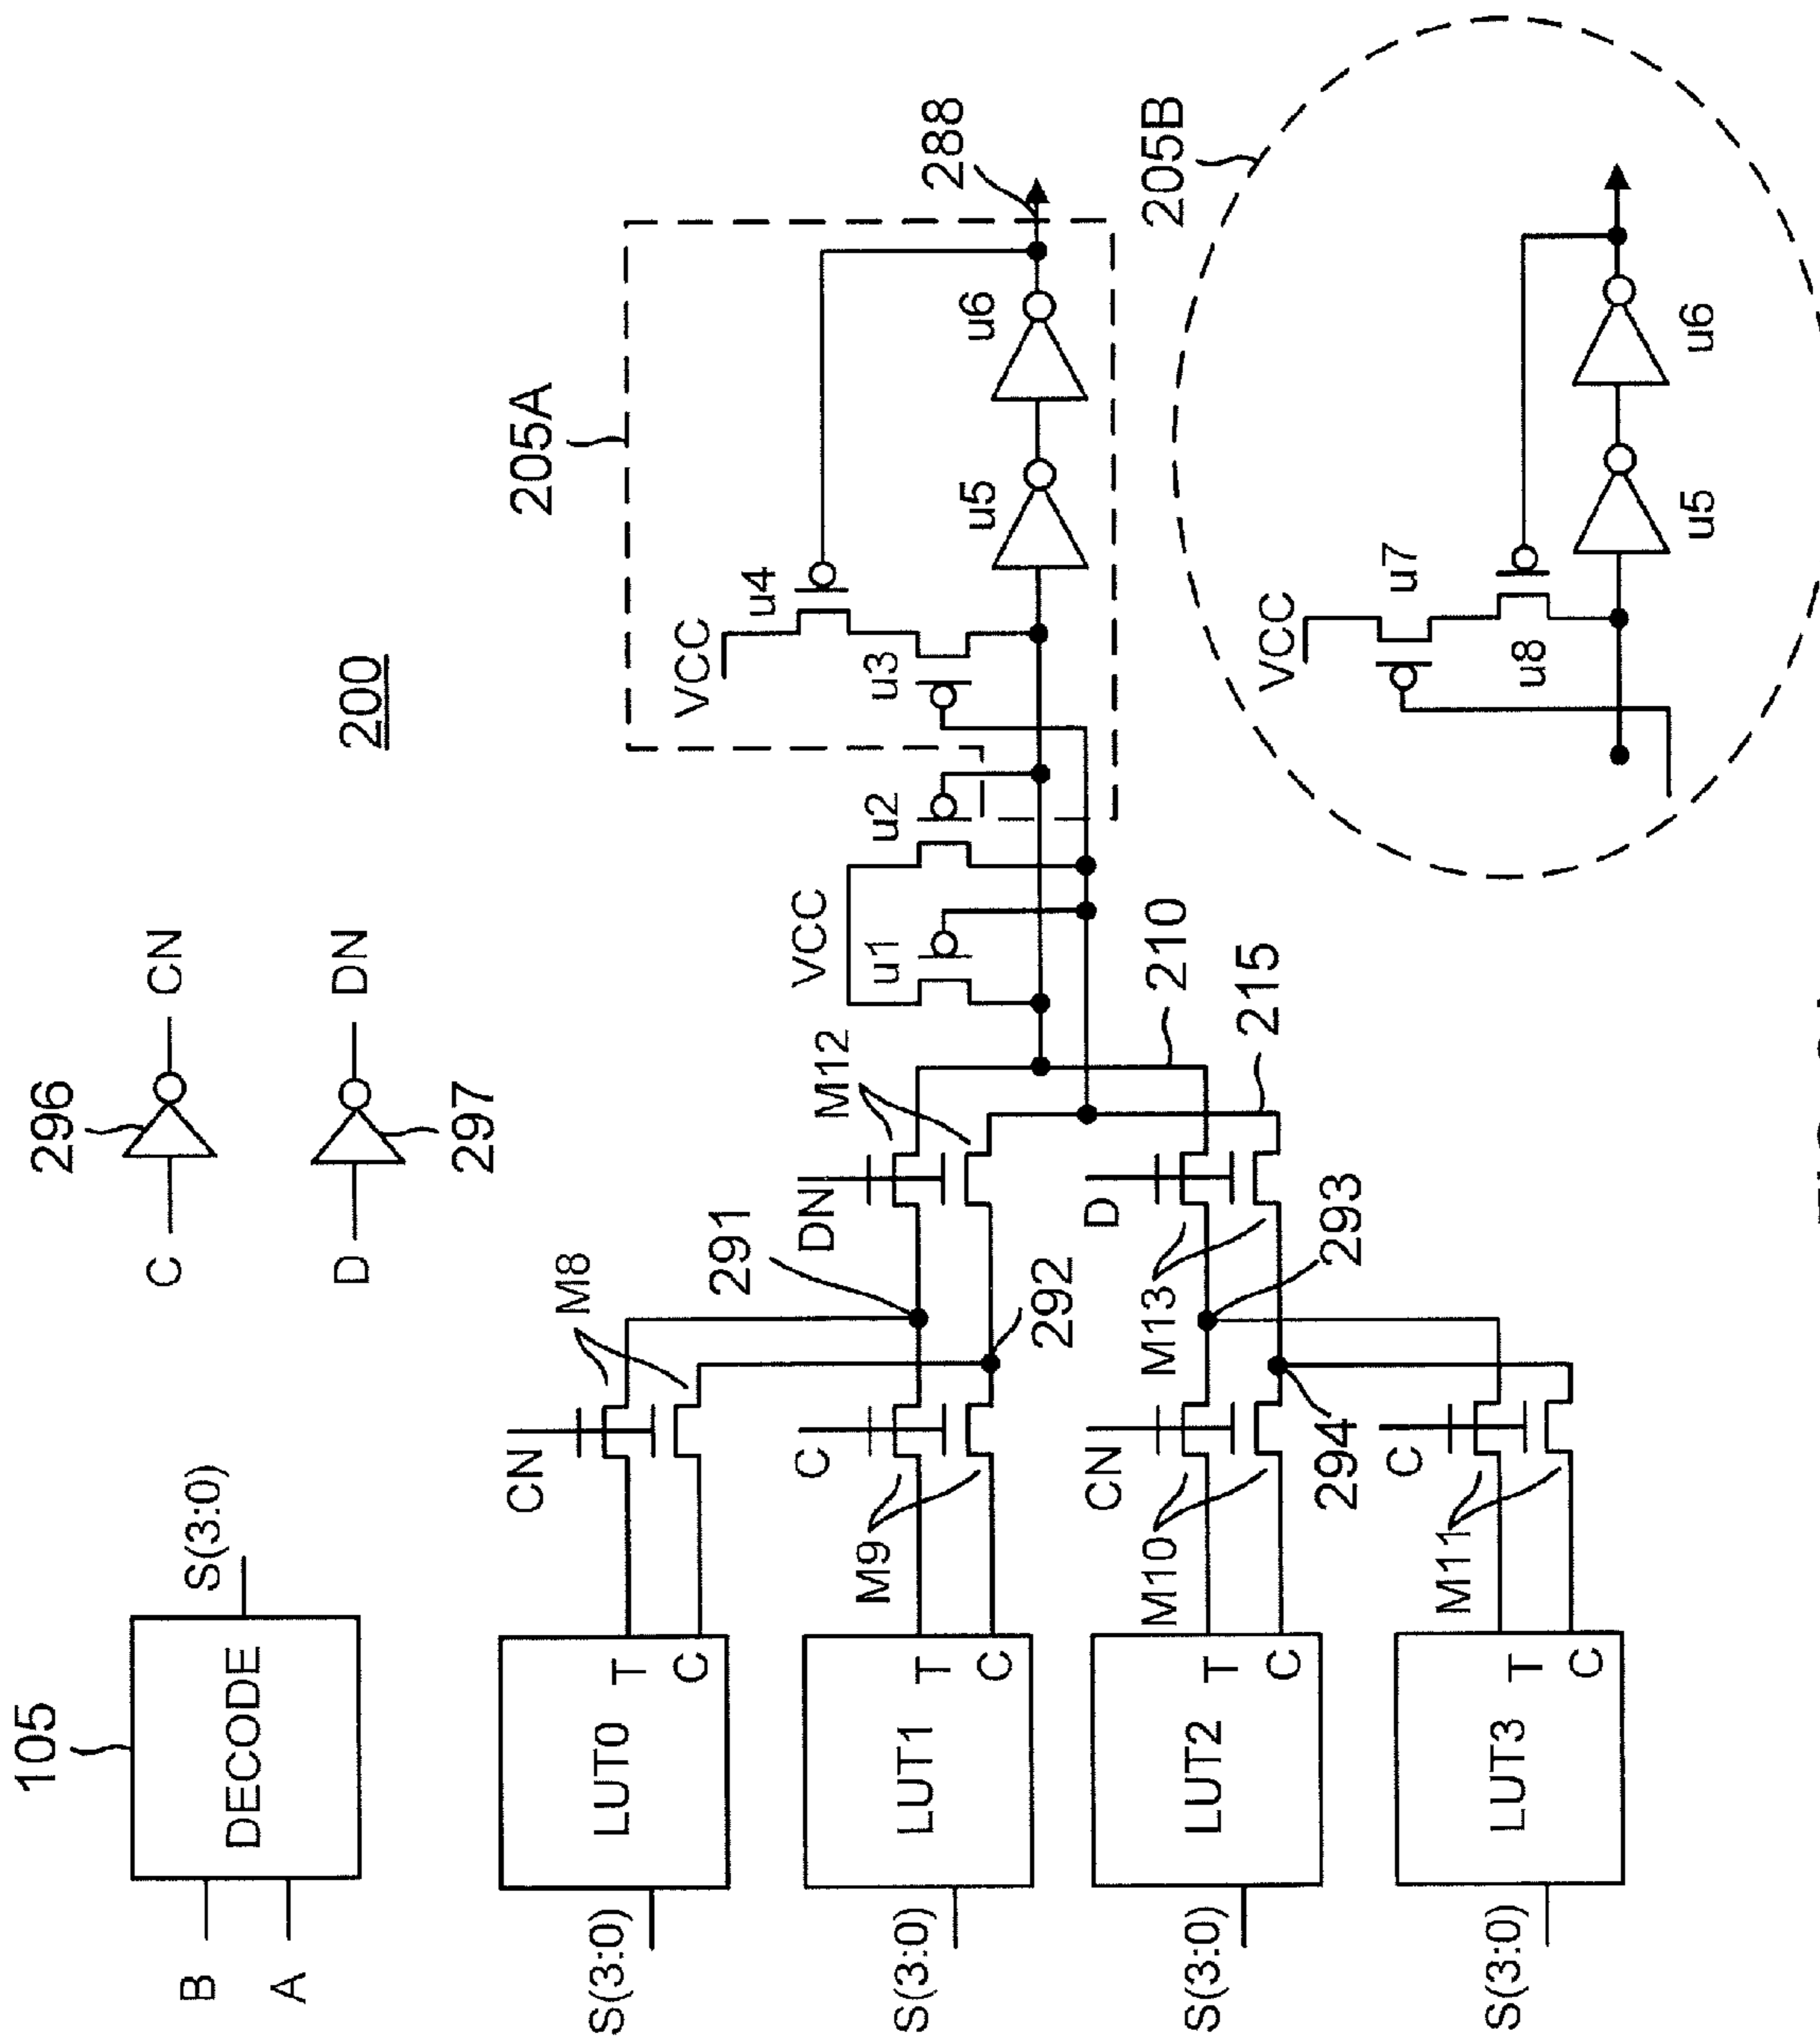 200
105
DECODE
B
A
S(3:0)
296
C
CN
D
DN
297
S(3:0)
LUT0
T
C
CN
M8
S(3:0)
LUT1
T
C
M9
C
291
292
DN
M12
S(3:0)
LUT2
T
C
M10
CN
M13
D
293
294
S(3:0)
LUT3
T
C
M11
C
210
215
VCC
u1
u2
205A
VCC
u4
u3
u5
u6
288
205B
VCC
u7
u8
u5
u6